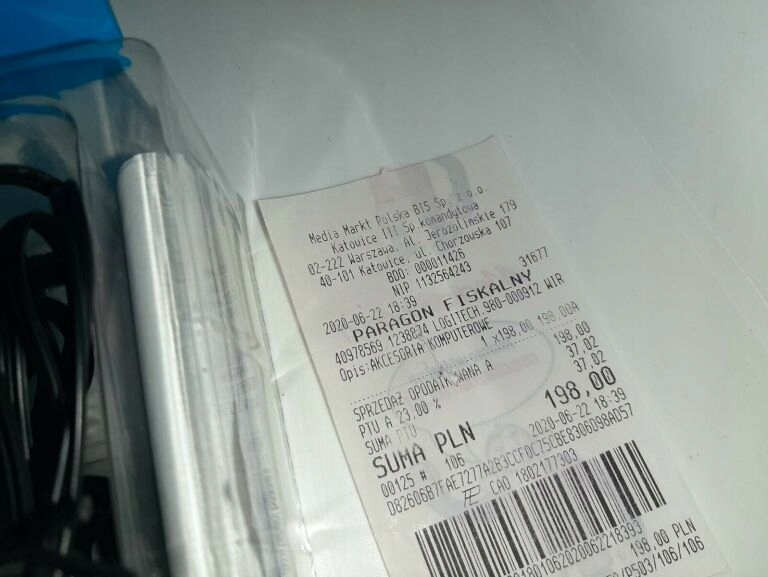 Media Markt Polska BIS Sp. z o.o.
Katowice III Sp.komandytowa
02-222 Warszawa, Al. Jerozolimskie 179
40-101 Katowice, ul. Chorzowska 107
BDO: 000011426
NIP 1132564243
2020-06-22 18:39 31677
PARAGON FISKALNY
40978569 1238634 LOGITECH,980-000912 WIR
1 x198,00 198,00A
Opis:AKCESORIA KOMPUTEROWE
SPRZEDAŻ OPODATKOWANA A 198,00
PTU A 23,00 % 37,02
SUMA PTU 37,02
SUMA PLN 198,00
00125 # 106 2020-06-22 18:39
CAO 1802177303
198,00 PLN